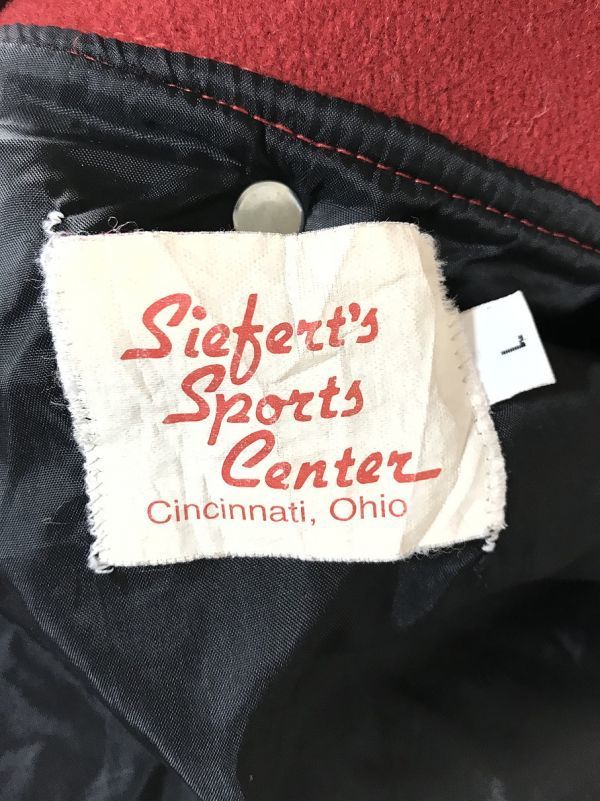 Siefert's
Sports
Center
Cincinnati, Ohio
L